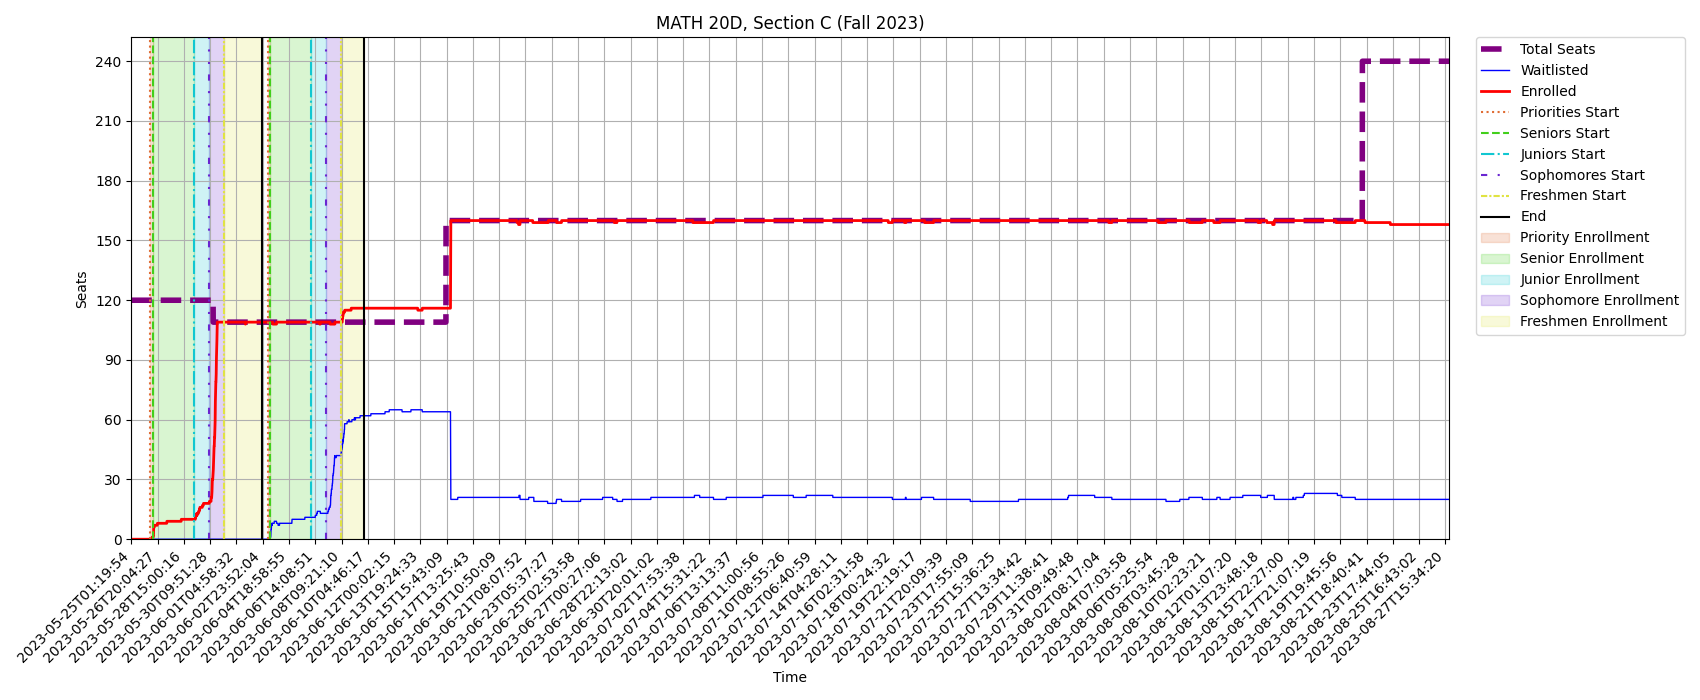 MATH 20D, Section C (Fall 2023)
Seats
240
210
180
150
120
90
60
30
0
2023-05-25T01:19:54
2023-05-26T20:04:27
2023-05-28T15:00:16
2023-05-30T09:51:28
2023-06-01T04:58:32
2023-06-02T23:52:04
2023-06-04T18:58:55
2023-06-06T14:08:51
2023-06-08T09:21:10
2023-06-10T04:46:17
2023-06-12T00:02:15
2023-06-13T19:24:33
2023-06-15T15:43:09
2023-06-17T13:25:43
2023-06-19T10:50:09
2023-06-21T08:07:52
2023-06-23T05:37:27
2023-06-25T02:53:58
2023-06-27T00:27:06
2023-06-28T22:13:02
2023-06-30T20:01:02
2023-07-02T17:53:38
2023-07-04T15:31:22
2023-07-06T13:13:37
2023-07-08T11:00:56
2023-07-10T08:55:26
2023-07-12T06:40:59
2023-07-14T04:28:11
2023-07-16T02:31:58
2023-07-18T00:24:32
2023-07-19T22:19:17
2023-07-21T20:09:39
2023-07-23T17:55:09
2023-07-25T15:36:25
2023-07-27T13:34:42
2023-07-29T11:38:41
2023-07-31T09:49:48
2023-08-02T08:17:04
2023-08-04T07:03:58
2023-08-06T05:25:54
2023-08-08T03:45:28
2023-08-10T02:23:21
2023-08-12T01:07:20
2023-08-13T23:48:18
2023-08-15T22:27:00
2023-08-17T21:07:19
2023-08-19T19:45:56
2023-08-21T18:40:41
2023-08-23T17:44:05
2023-08-25T16:43:02
2023-08-27T15:34:20
Time
Total Seats
Waitlisted
Enrolled
Priorities Start
Seniors Start
Juniors Start
Sophomores Start
Freshmen Start
End
Priority Enrollment
Senior Enrollment
Junior Enrollment
Sophomore Enrollment
Freshmen Enrollment